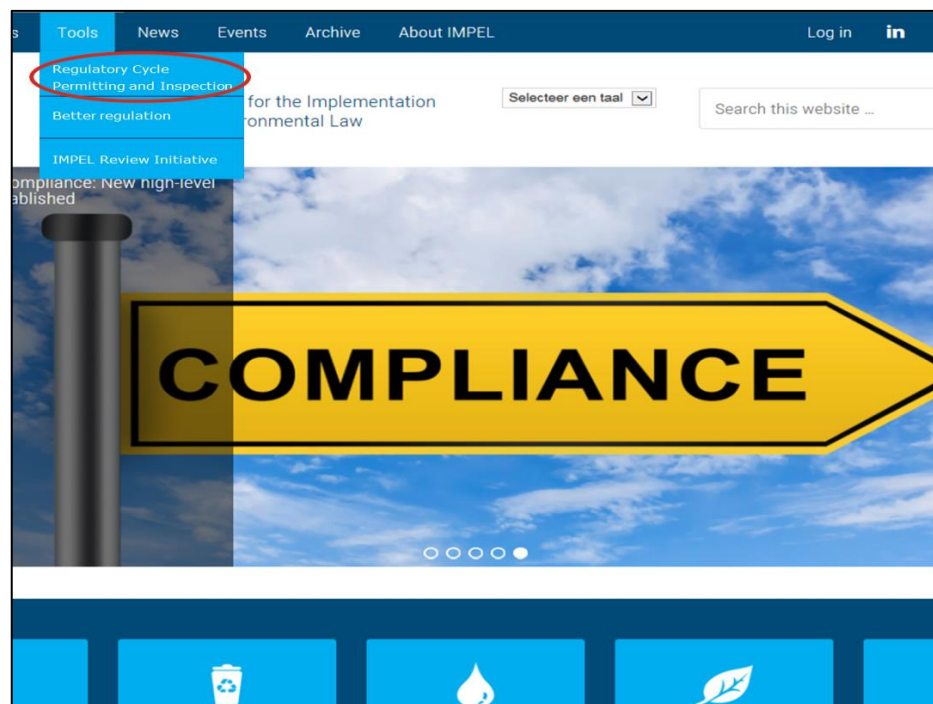 s Tools News Events Archive About IMPEL Log in in
Regulatory Cycle
Permitting and Inspection
Better regulation
IMPEL Review Initiative
for the Implementation
ronmental Law
Selecteer een taal
Search this website ...
ompliance: New high-level
ablished
COMPLIANCE